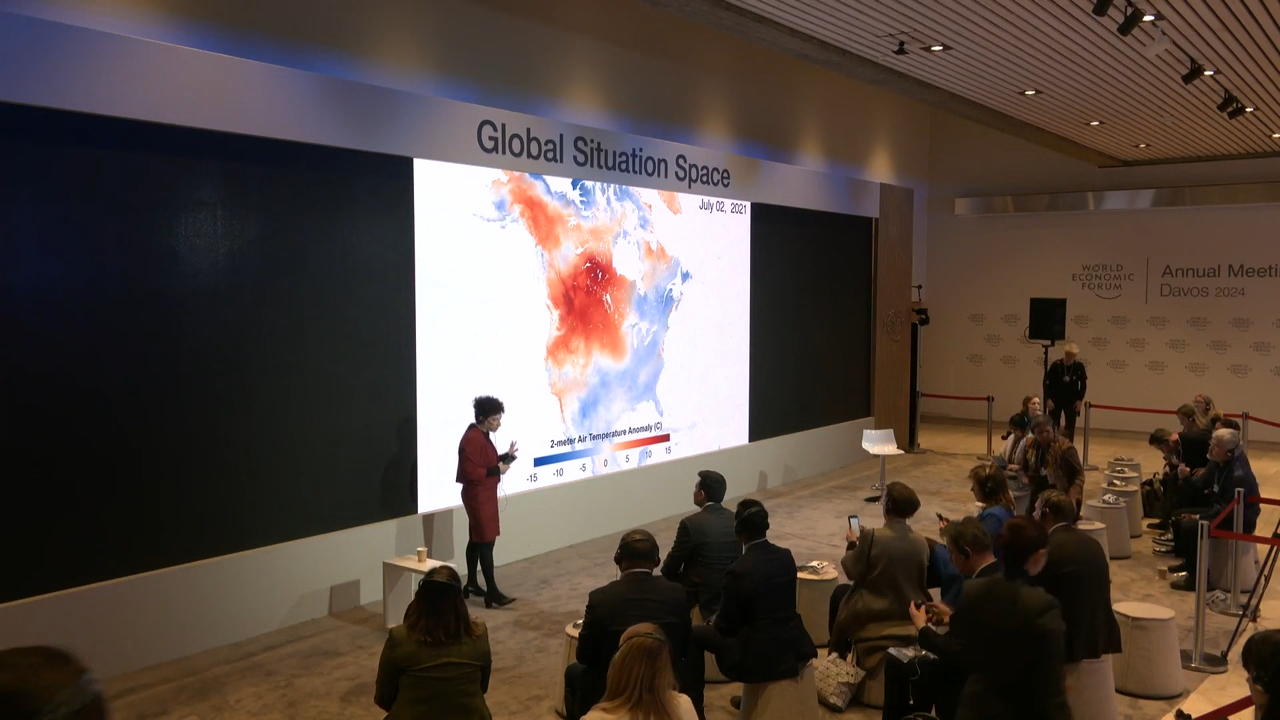 Global Situation Space
July 02, 2021
2-meter Air Temperature Anomaly (C)
-15 -10 -5 0 5 10 15
WORLD
ECONOMIC
FORUM
Annual Meeti
Davos 2024